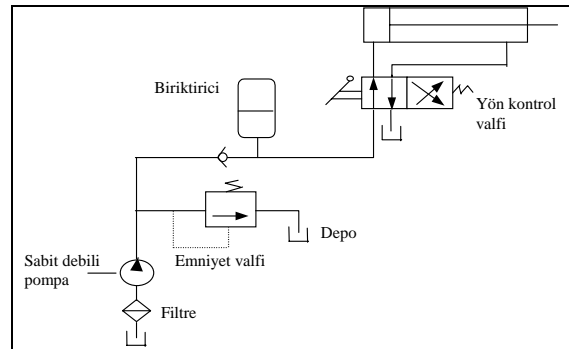 Biriktirici
Yön kontrol
valfi
Depo
Sabit debili
pompa
Emniyet valfi
Filtre